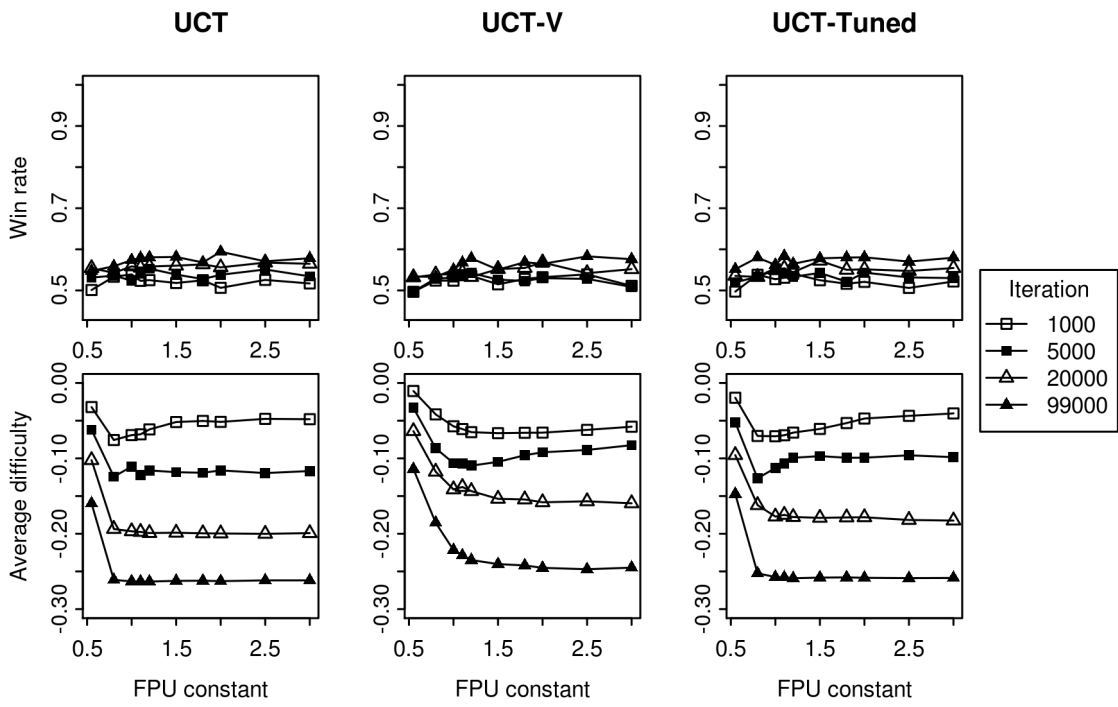 UCT UCT-V UCT-Tuned
Win rate
0.5 0.7 0.9
0.5 0.7 0.9
0.5 0.7 0.9
0.5 1.5 2.5
0.5 1.5 2.5
0.5 1.5 2.5
Iteration
1000
5000
20000
99000
Average difficulty
-0.30 -0.20 -0.10 0.00
-0.30 -0.20 -0.10 0.00
-0.30 -0.20 -0.10 0.00
0.5 1.5 2.5
0.5 1.5 2.5
0.5 1.5 2.5
FPU constant FPU constant FPU constant